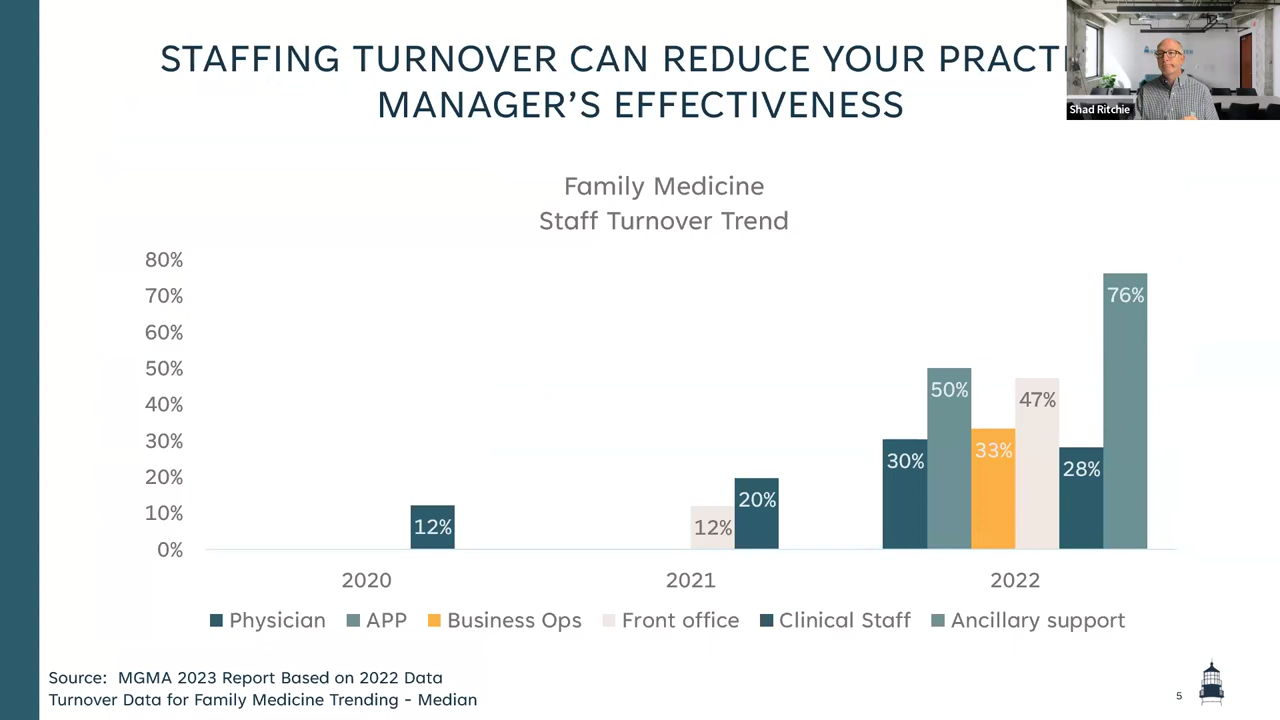 STAFFING TURNOVER CAN REDUCE YOUR PRACTI
MANAGER’S EFFECTIVENESS
Shad Ritchie
Family Medicine
Staff Turnover Trend
80%
70%
60%
50%
40%
30%
20%
10%
0%
12%
12%
20%
30%
50%
33%
47%
28%
76%
2020
2021
2022
Physician
APP
Business Ops
Front office
Clinical Staff
Ancillary support
Source: MGMA 2023 Report Based on 2022 Data
Turnover Data for Family Medicine Trending - Median
5